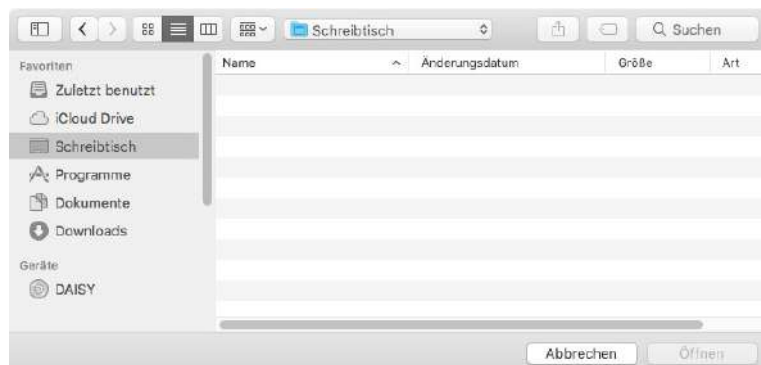 Schreibtisch
Suchen
Favoriten
Zuletzt benutzt
iCloud Drive
Schreibtisch
Programme
Dokumente
Downloads
Geräte
DAISY
Name Änderungsdatum Größe Art
Abbrechen Öffnen